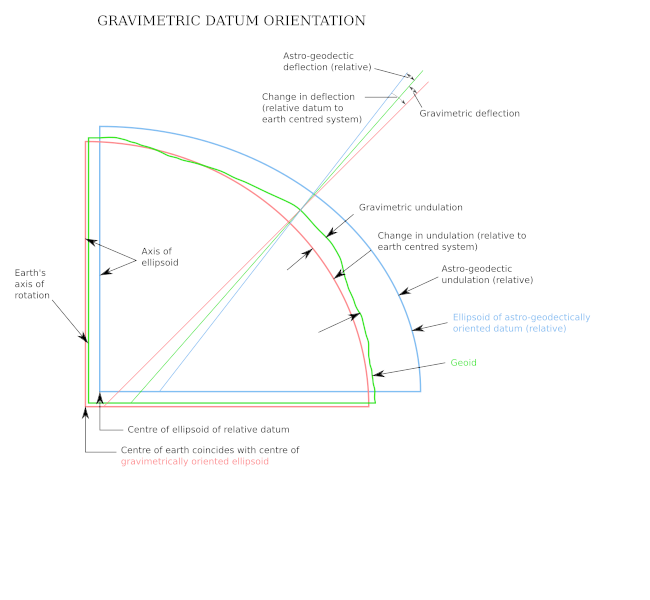 GRAVIMETRIC DATUM ORIENTATION
Astro-geodectic
deflection (relative)
Change in deflection
(relative datum to
earth centred system)
Gravimetric deflection
Gravimetric undulation
Change in undulation (relative to
earth centred system)
Axis of
ellipsoid
Astro-geodectic
undulation (relative)
Earth's
axis of
rotation
Ellipsoid of astro-geodectically
oriented datum (relative)
Geoid
Centre of ellipsoid of relative datum
Centre of earth coincides with centre of
gravimetrically oriented ellipsoid